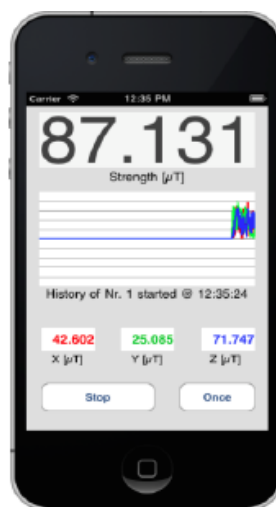 Carrier 12:35 PM
87.131
Strength [µT]
History of Nr. 1 started @ 12:35:24
42.602 25.085 71.747
X [µT] Y [µT] Z [µT]
Stop Once